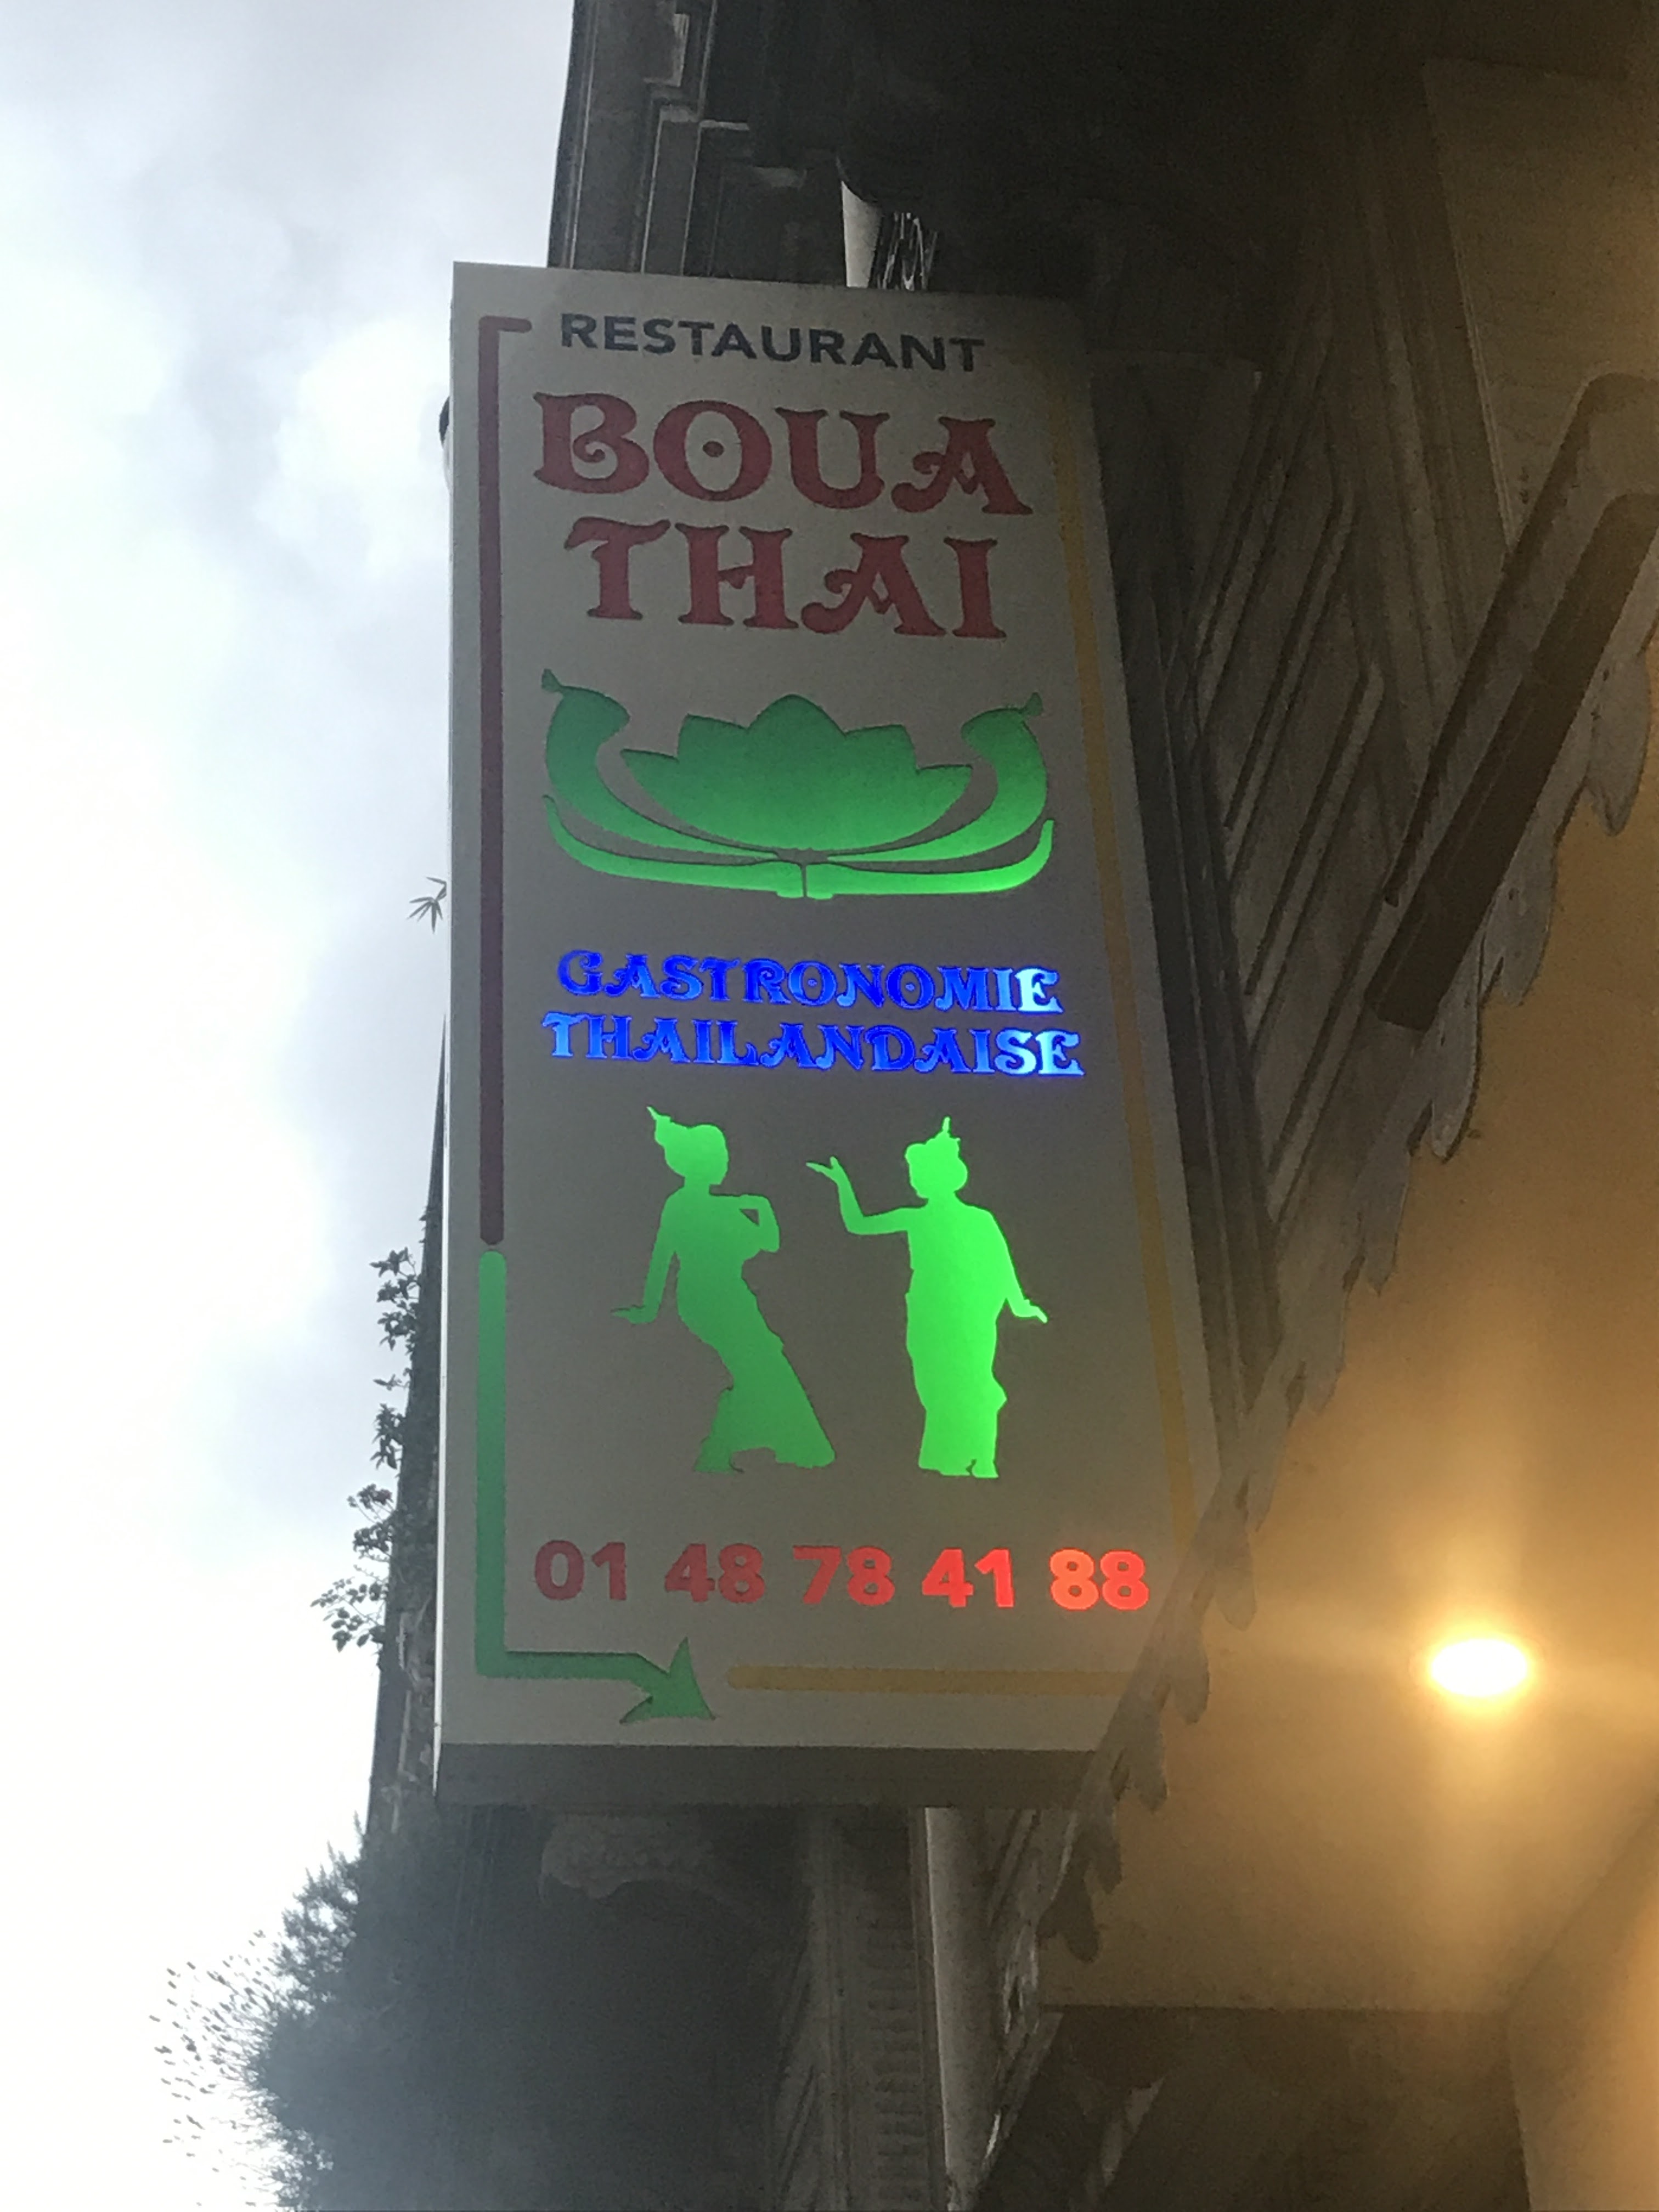 RESTAURANT
BOUA
THAI
GASTRONOMIE
THAILANDAISE
01 48 78 41 88